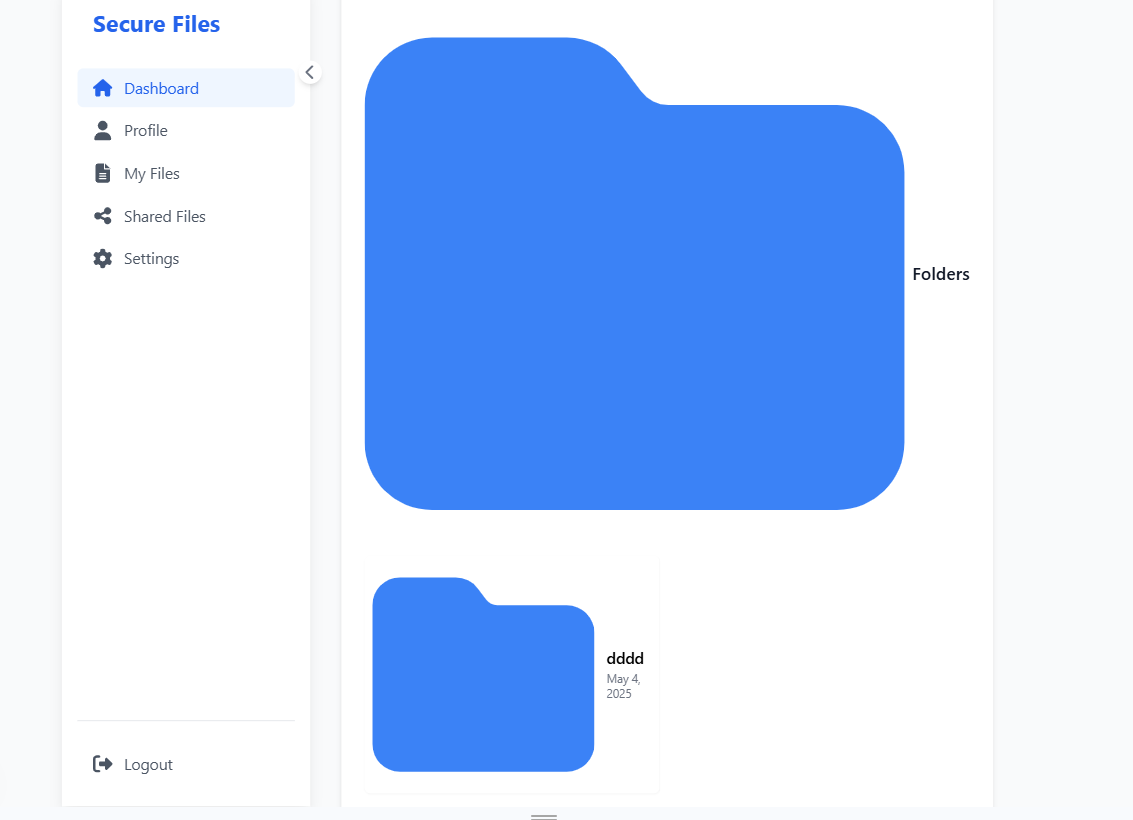 Secure Files
Dashboard
Profile
My Files
Shared Files
Settings
Logout
Folders
dddd
May 4,
2025